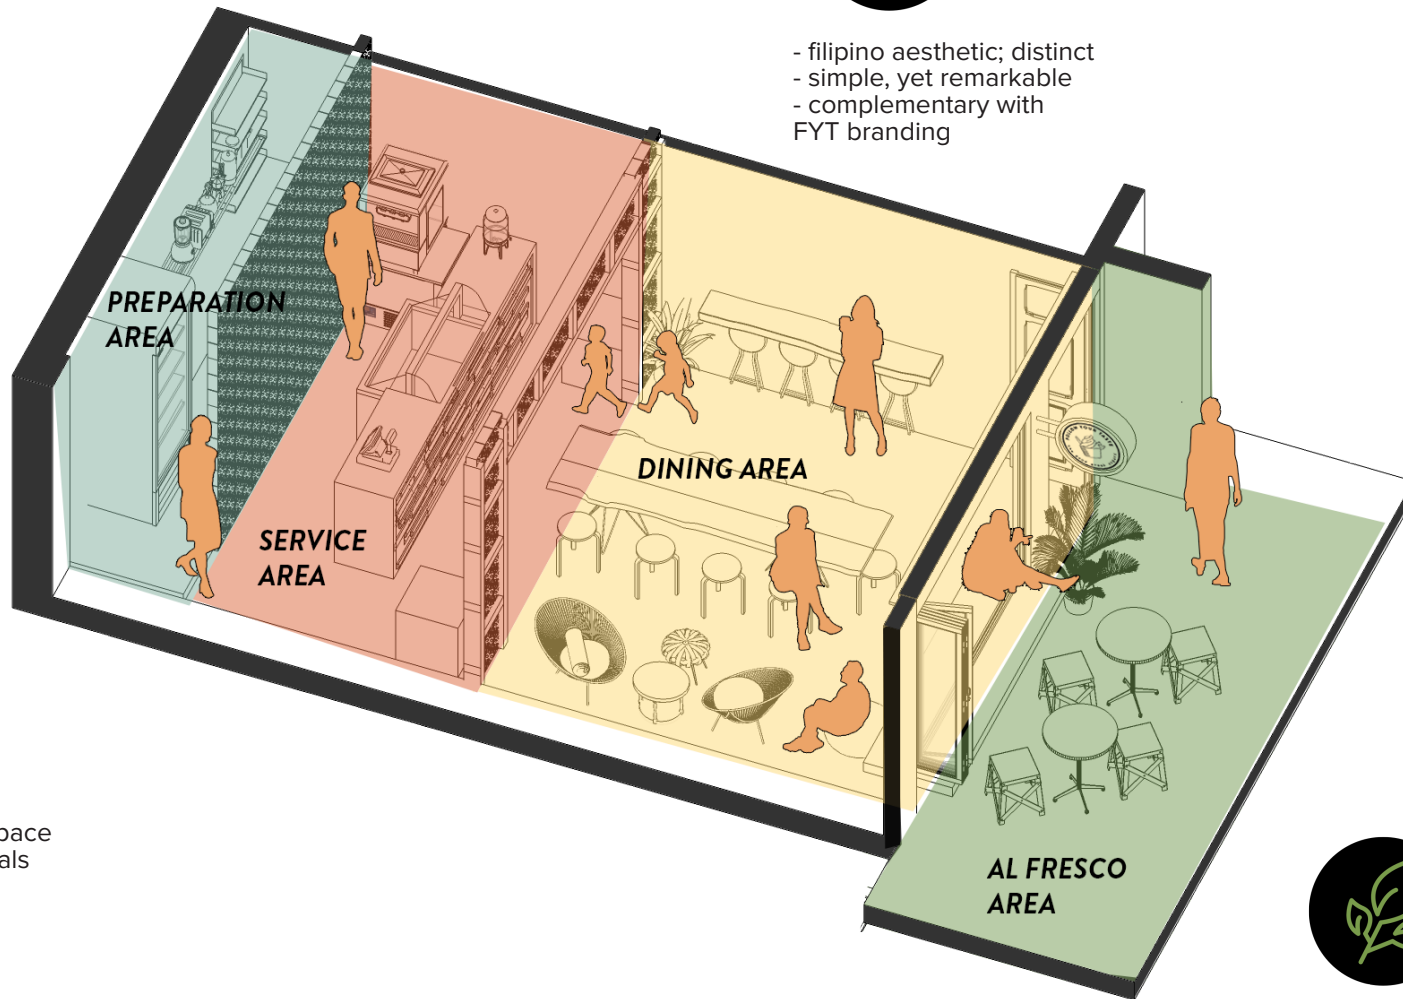 - filipino aesthetic; distinct
- simple, yet remarkable
- complementary with
FYT branding
PREPARATION
AREA
SERVICE
AREA
DINING AREA
AL FRESCO
AREA
pace
als